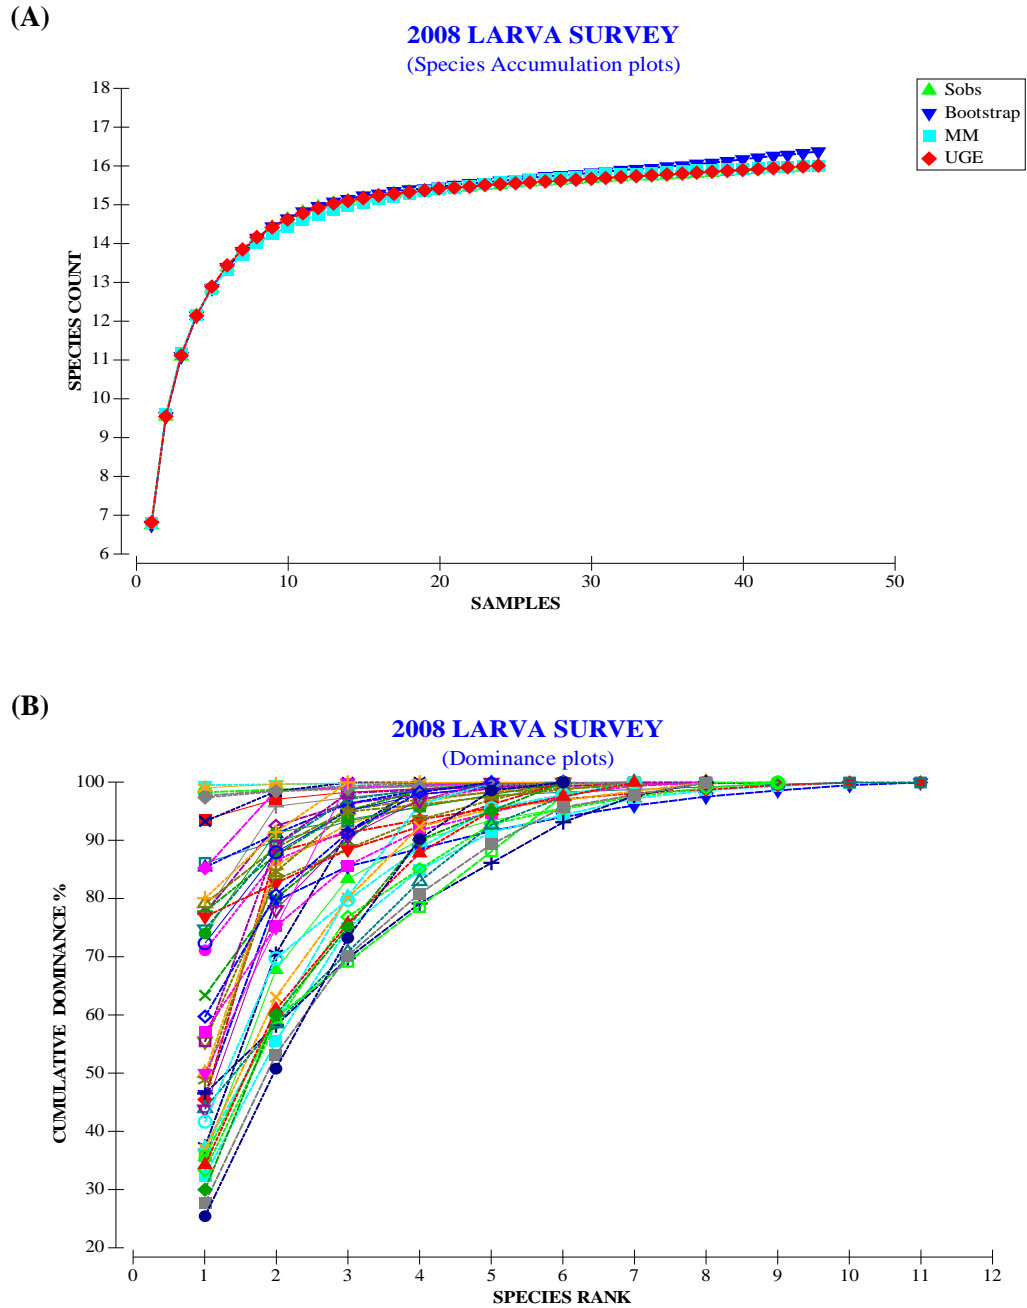 (A)
2008 LARVA SURVEY
(Species Accumulation plots)
18
17
16
15
14
13
12
11
10
9
8
7
6
SPECIES COUNT
0
10
20
30
40
50
SAMPLES
Sobs
Bootstrap
MM
UGE
(B)
2008 LARVA SURVEY
(Dominance plots)
100
90
80
70
60
50
40
30
20
CUMULATIVE DOMINANCE %
0
1
2
3
4
5
6
7
8
9
10
11
12
SPECIES RANK